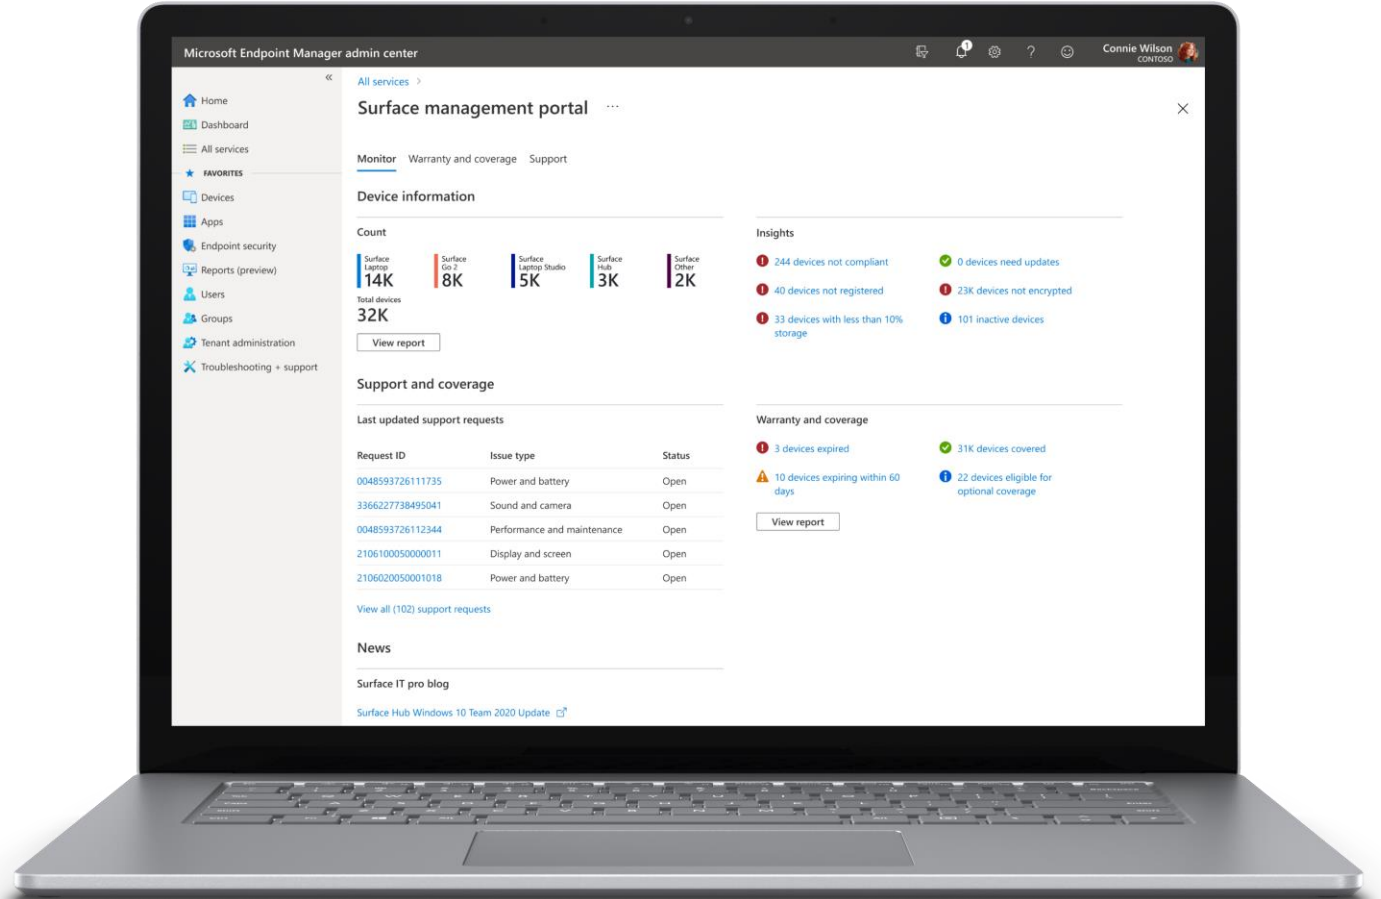 Microsoft Endpoint Manager admin center
1
Connie Wilson
CONTOSO
«
Home
Dashboard
All services
FAVORITES
Devices
Apps
Endpoint security
Reports (preview)
Users
Groups
Tenant administration
Troubleshooting + support
All services >
Surface management portal ...
Monitor Warranty and coverage Support
Device information
Count
Surface
Laptop
14K
Surface
Go 2
8K
Surface
Laptop Studio
5K
Surface
Hub
3K
Surface
Other
2K
Total devices
32K
View report
Insights
244 devices not compliant
0 devices need updates
40 devices not registered
23K devices not encrypted
33 devices with less than 10%
storage
101 inactive devices
Support and coverage
Last updated support requests
Request ID Issue type Status
0048593726111735 Power and battery Open
3366227738495041 Sound and camera Open
0048593726112344 Performance and maintenance Open
2106100050000011 Display and screen Open
2106020050001018 Power and battery Open
View all (102) support requests
Warranty and coverage
3 devices expired
31K devices covered
10 devices expiring within 60
days
22 devices eligible for
optional coverage
View report
News
Surface IT pro blog
Surface Hub Windows 10 Team 2020 Update